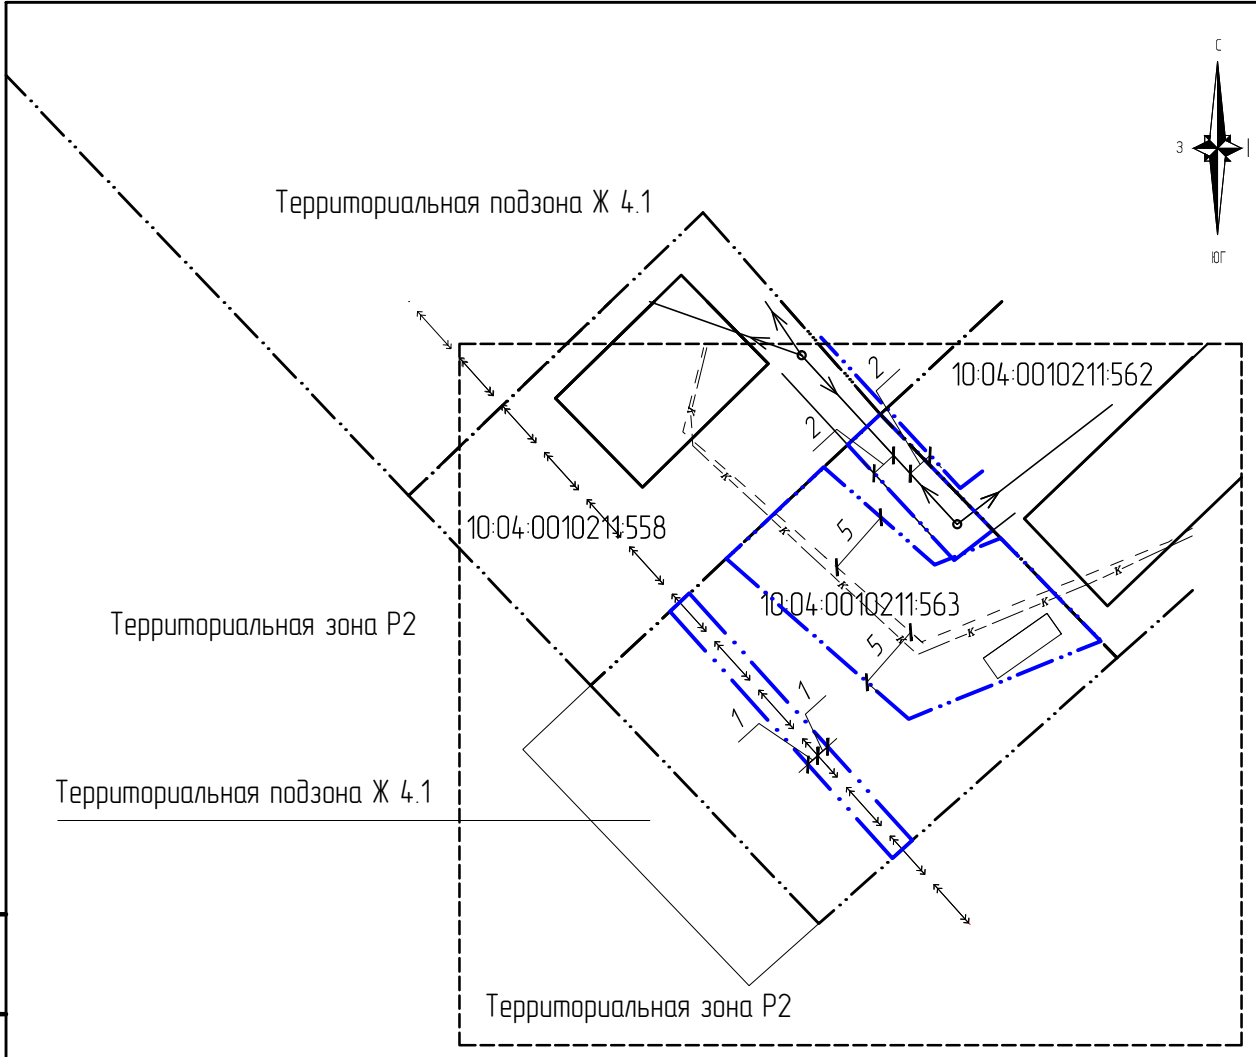 С
З
ЮГ
Территориальная подзона Ж 4.1
2
10:04:0010211:562
2
к
к
10:04:0010211:558
5
к
к
10:04:0010211:563
к
Территориальная зона Р2
5
к
к
1
1
Территориальная подзона Ж 4.1
Территориальная зона Р2